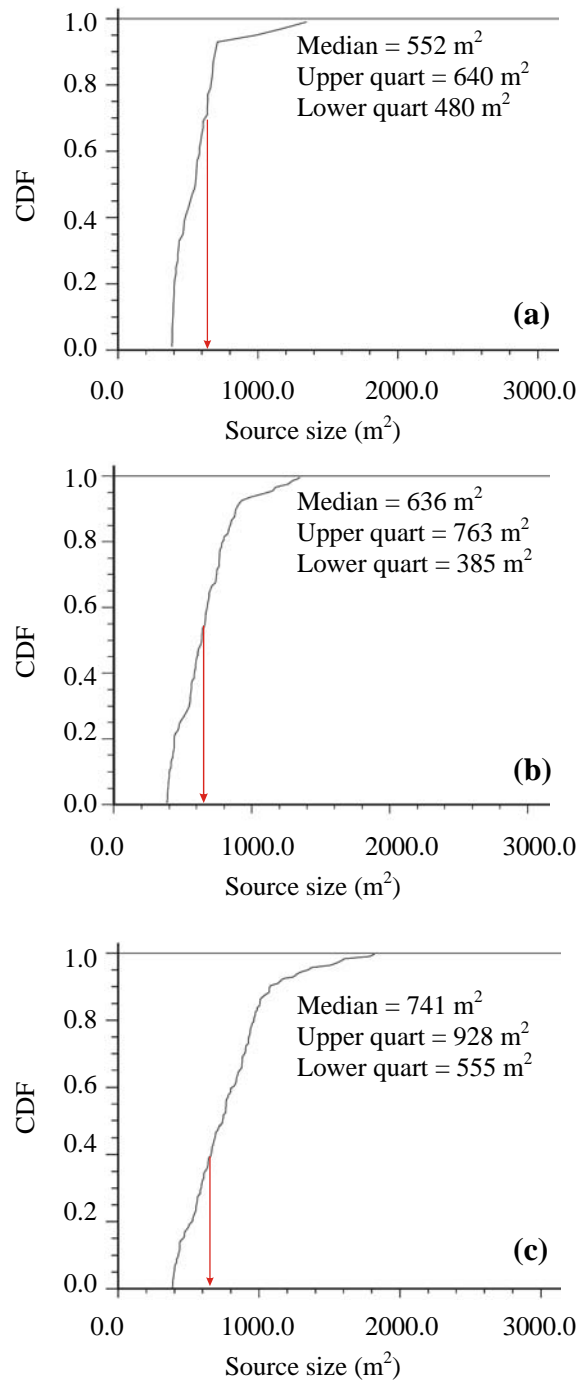 1.0
0.8
0.6
0.4
0.2
0.0
CDF
Median = 552 m²
Upper quart = 640 m²
Lower quart 480 m²
(a)
0.0 1000.0 2000.0 3000.0
Source size (m²)
1.0
0.8
0.6
0.4
0.2
0.0
CDF
Median = 636 m²
Upper quart = 763 m²
Lower quart = 385 m²
(b)
0.0 1000.0 2000.0 3000.0
Source size (m²)
1.0
0.8
0.6
0.4
0.2
0.0
CDF
Median = 741 m²
Upper quart = 928 m²
Lower quart = 555 m²
(c)
0.0 1000.0 2000.0 3000.0
Source size (m²)